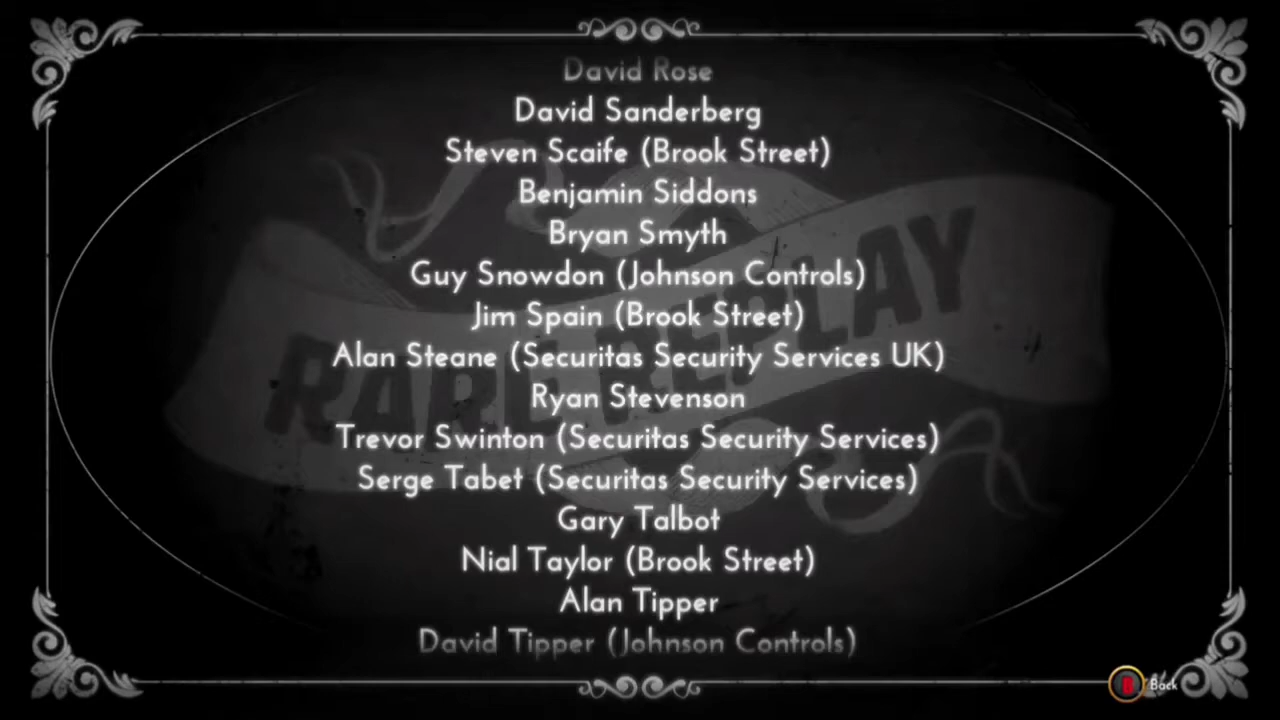 David Rose
David Sanderberg
Steven Scaife (Brook Street)
Benjamin Siddons
Bryan Smyth
Guy Snowdon (Johnson Controls)
Jim Spain (Brook Street)
Alan Steane (Securitas Security Services UK)
Ryan Stevenson
Trevor Swinton (Securitas Security Services)
Serge Tabet (Securitas Security Services)
Gary Talbot
Nial Taylor (Brook Street)
Alan Tipper
David Tipper (Johnson Controls)
RARE REPLAY
B Back